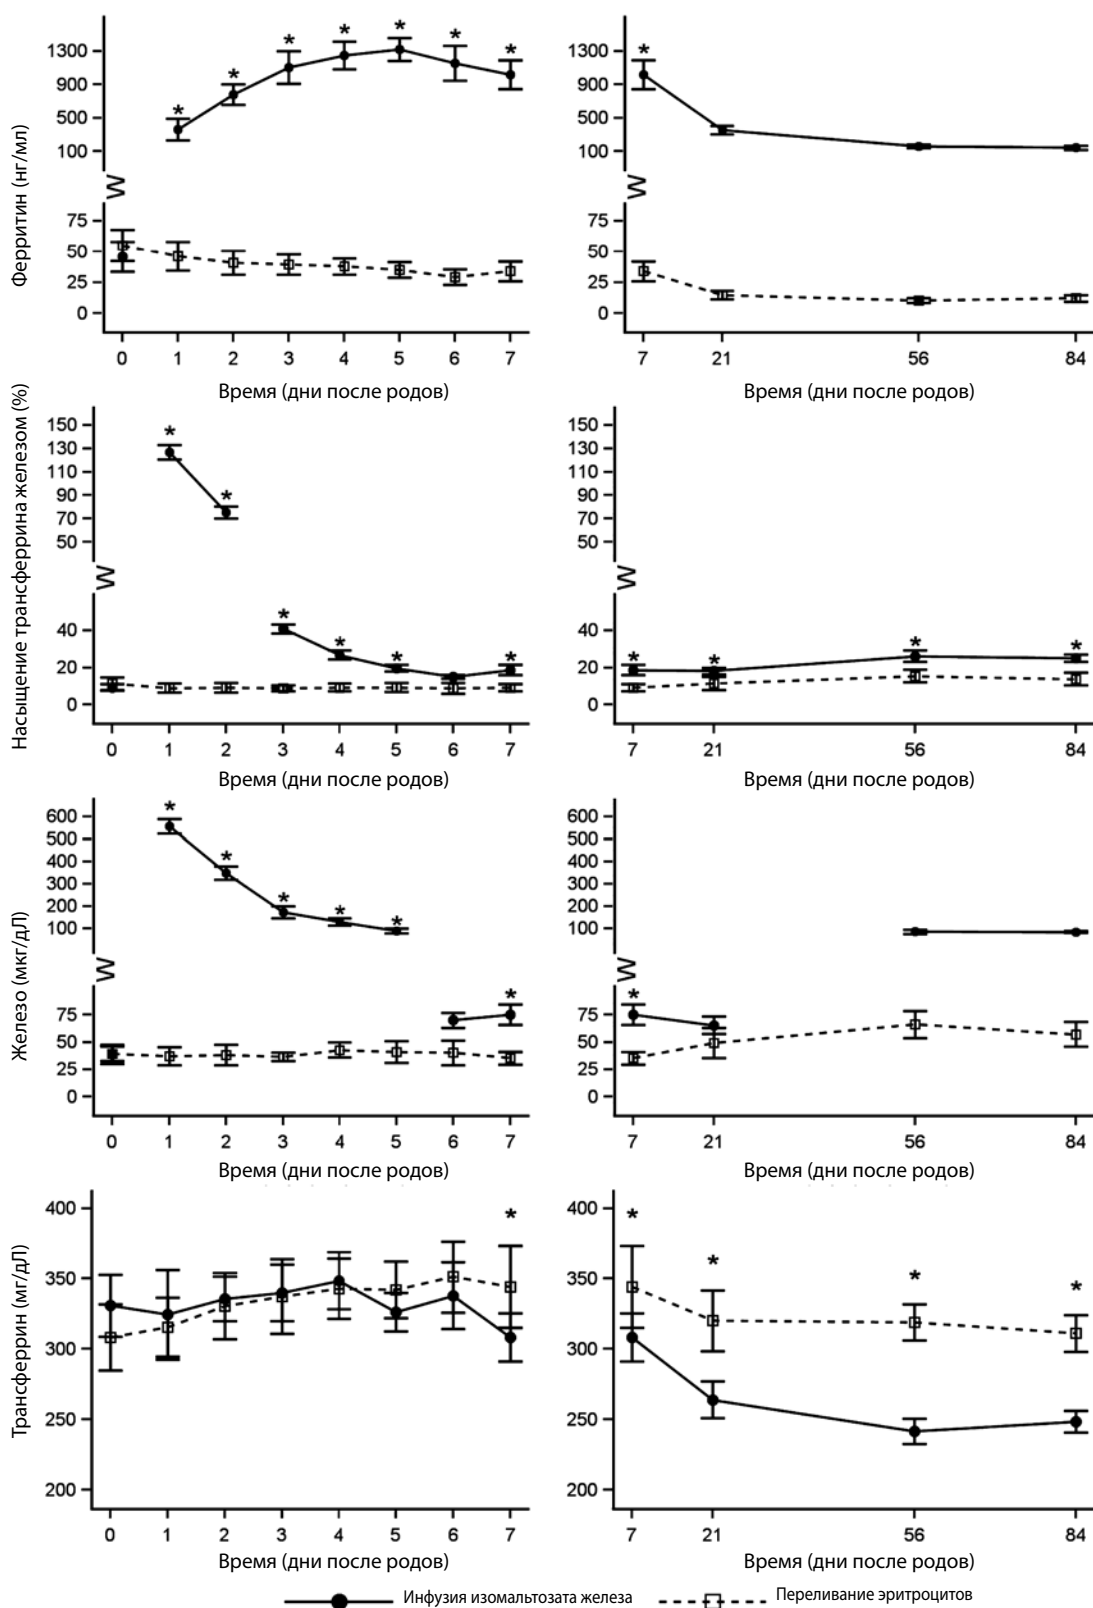 Ферритин (нг/мл)
1300
900
500
100
75
50
25
0
* * * * * * *
0 1 2 3 4 5 6 7
Время (дни после родов)
1300
900
500
100
75
50
25
0
*
7 21 56 84
Время (дни после родов)
Насыщение трансферрина железом (%)
150
130
110
90
70
50
40
20
0
* * * * * *
0 1 2 3 4 5 6 7
Время (дни после родов)
150
130
110
90
70
50
40
20
0
* * * *
7 21 56 84
Время (дни после родов)
Железо (мкг/дЛ)
600
500
400
300
200
100
75
50
25
0
* * * * * *
0 1 2 3 4 5 6 7
Время (дни после родов)
600
500
400
300
200
100
75
50
25
0
*
7 21 56 84
Время (дни после родов)
Трансферрин (мг/дЛ)
400
350
300
250
200
*
0 1 2 3 4 5 6 7
Время (дни после родов)
400
350
300
250
200
* * * *
7 21 56 84
Время (дни после родов)
Инфузия изомальтозата железа
Переливание эритроцитов